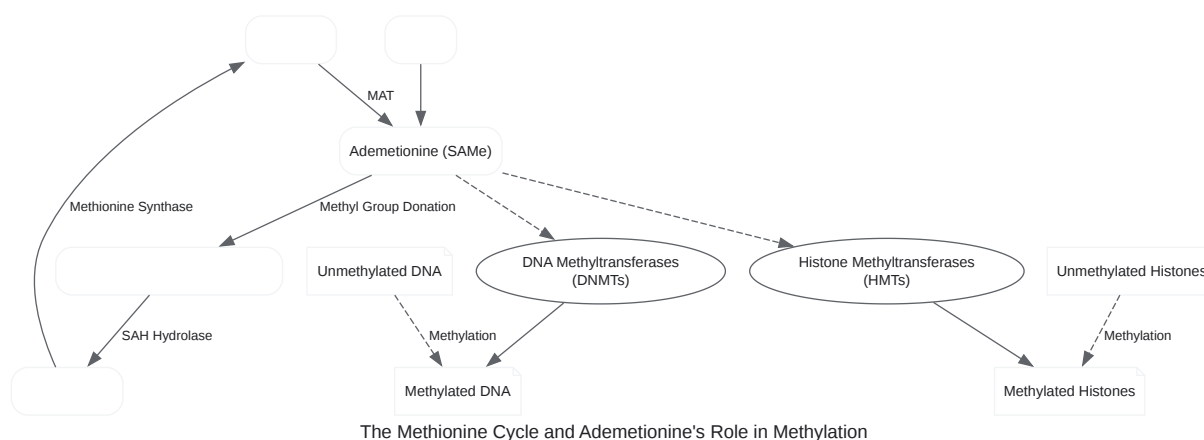 MAT
Ademetionine (SAMe)
Methionine Synthase
Methyl Group Donation
Unmethylated DNA
DNA Methyltransferases
(DNMTs)
Histone Methyltransferases
(HMTs)
Unmethylated Histones
SAH Hydrolase
Methylation
Methylation
Methylated DNA
Methylated Histones
The Methionine Cycle and Ademetionine's Role in Methylation